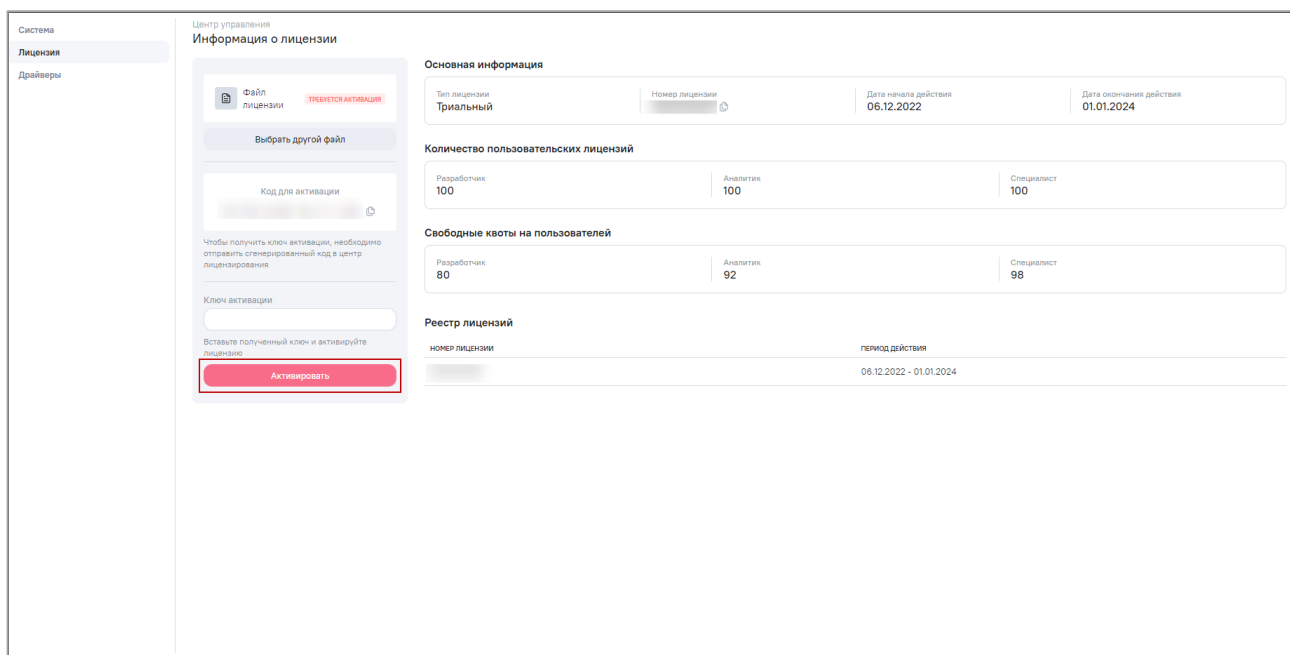 Система
Лицензия
Драйверы
Центр управления
Информация о лицензии
Файл
лицензии
ТРЕБУЕТСЯ АКТИВАЦИЯ
Выбрать другой файл
Код для активации
Чтобы получить ключ активации, необходимо
отправить сгенерированный код в центр
лицензирования
Ключ активации
Вставьте полученный ключ и активируйте
лицензию
Активировать
Основная информация
Тип лицензии
Триальный
Номер лицензии
Дата начала действия
06.12.2022
Дата окончания действия
01.01.2024
Количество пользовательских лицензий
Разработчик
100
Аналитик
100
Специалист
100
Свободные квоты на пользователей
Разработчик
80
Аналитик
92
Специалист
98
Реестр лицензий
НОМЕР ЛИЦЕНЗИИ ПЕРИОД ДЕЙСТВИЯ
06.12.2022 - 01.01.2024